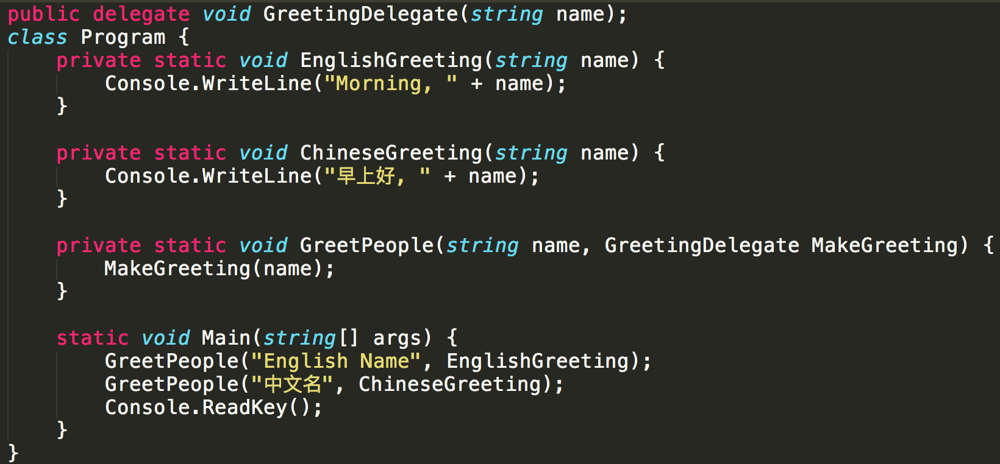 public delegate void GreetingDelegate(string name);
class Program {
    private static void EnglishGreeting(string name) {
        Console.WriteLine("Morning, " + name);
    }

    private static void ChineseGreeting(string name) {
        Console.WriteLine("早上好, " + name);
    }

    private static void GreetPeople(string name, GreetingDelegate MakeGreeting) {
        MakeGreeting(name);
    }

    static void Main(string[] args) {
        GreetPeople("English Name", EnglishGreeting);
        GreetPeople("中文名", ChineseGreeting);
        Console.ReadKey();
    }
}